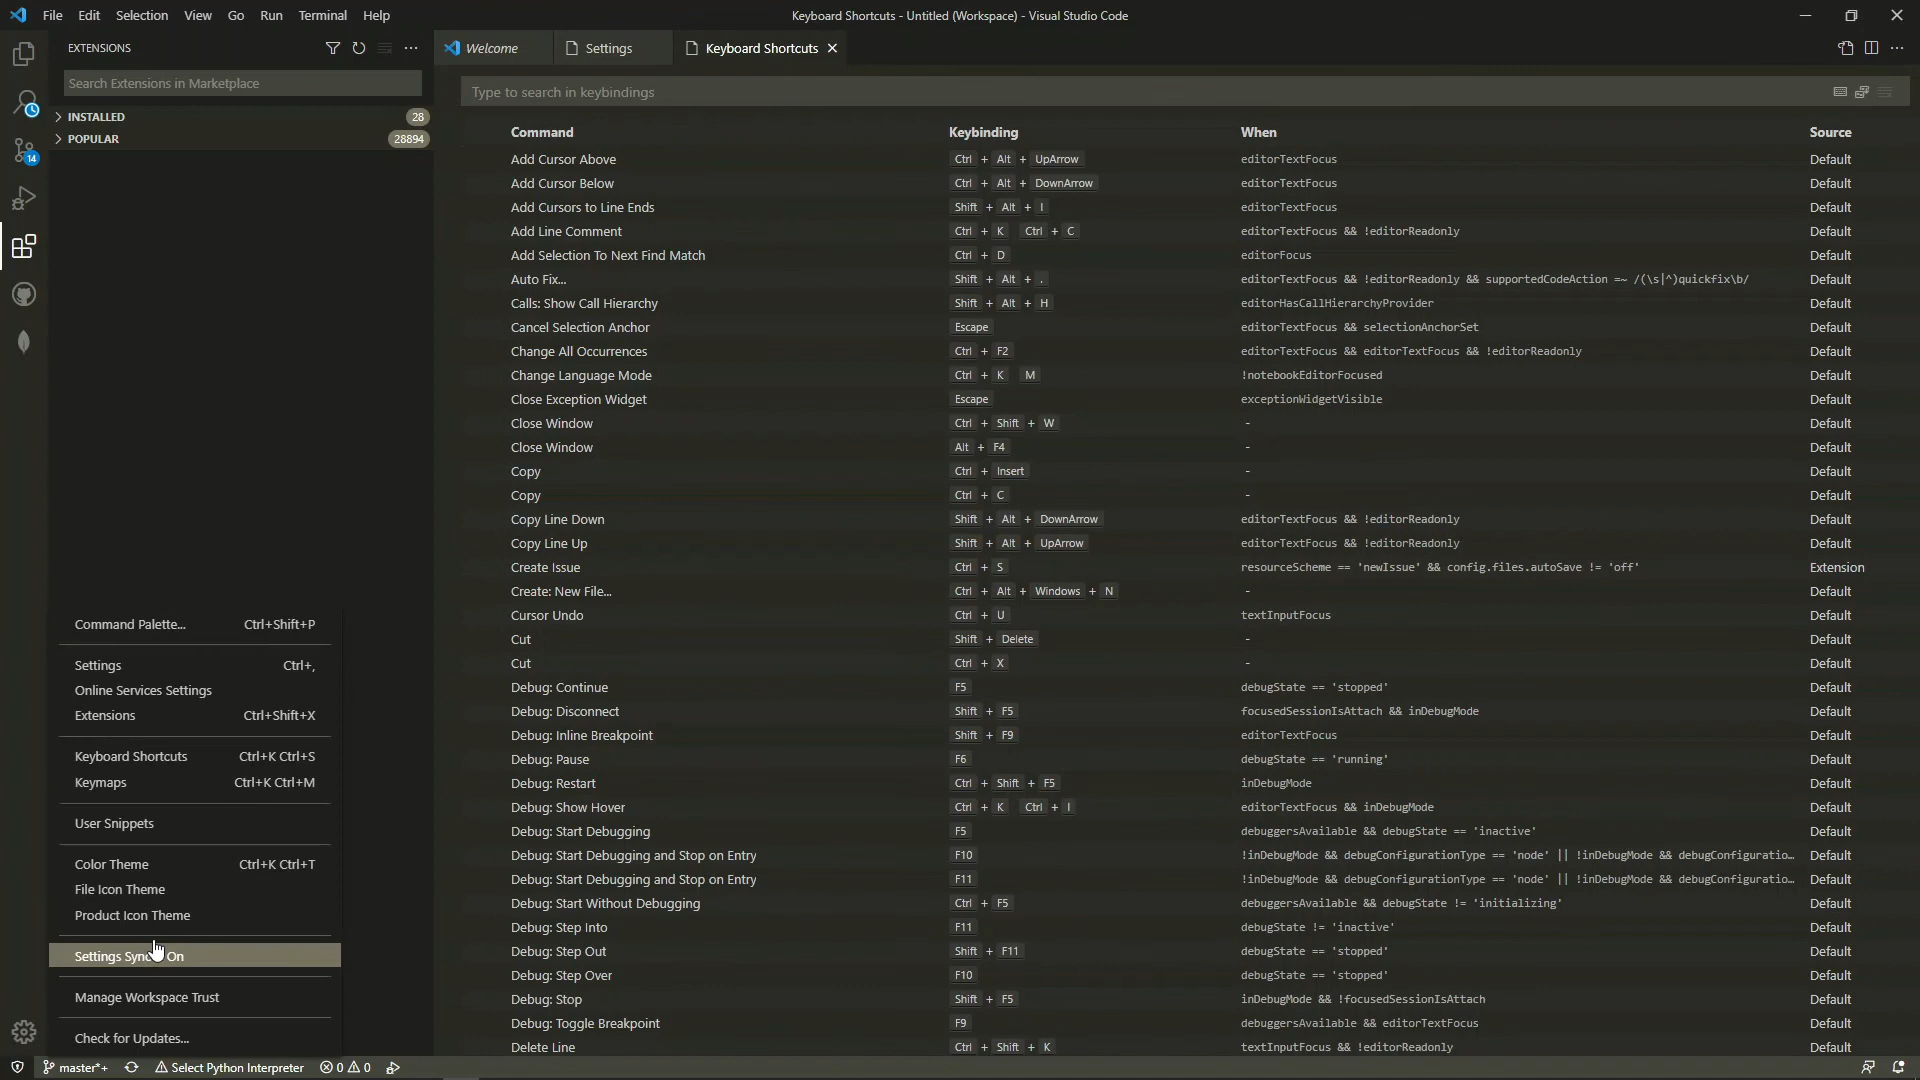 File Edit Selection View Go Run Terminal Help
Keyboard Shortcuts - Untitled (Workspace) - Visual Studio Code
EXTENSIONS
Welcome
Settings
Keyboard Shortcuts
Search Extensions in Marketplace
INSTALLED 28
POPULAR 28894
14
Type to search in keybindings
Command Keybinding When Source
Add Cursor Above Ctrl + Alt + UpArrow editorTextFocus Default
Add Cursor Below Ctrl + Alt + DownArrow editorTextFocus Default
Add Cursors to Line Ends Shift + Alt + I editorTextFocus Default
Add Line Comment Ctrl + K Ctrl + C editorTextFocus && !editorReadonly Default
Add Selection To Next Find Match Ctrl + D editorFocus Default
Auto Fix... Shift + Alt + . editorTextFocus && !editorReadonly && supportedCodeAction =~ /(\s|^)quickfix\b/ Default
Calls: Show Call Hierarchy Shift + Alt + H editorHasCallHierarchyProvider Default
Cancel Selection Anchor Escape editorTextFocus && selectionAnchorSet Default
Change All Occurrences Ctrl + F2 editorTextFocus && editorTextFocus && !editorReadonly Default
Change Language Mode Ctrl + K M !notebookEditorFocused Default
Close Exception Widget Escape exceptionWidgetVisible Default
Close Window Ctrl + Shift + W - Default
Close Window Alt + F4 - Default
Copy Ctrl + Insert - Default
Copy Ctrl + C - Default
Copy Line Down Shift + Alt + DownArrow editorTextFocus && !editorReadonly Default
Copy Line Up Shift + Alt + UpArrow editorTextFocus && !editorReadonly Default
Create Issue Ctrl + S resourceScheme == 'newIssue' && config.files.autoSave != 'off' Extension
Create: New File... Ctrl + Alt + Windows + N - Default
Cursor Undo Ctrl + U textInputFocus Default
Cut Shift + Delete - Default
Cut Ctrl + X - Default
Debug: Continue F5 debugState == 'stopped' Default
Debug: Disconnect Shift + F5 focusedSessionIsAttach && inDebugMode Default
Debug: Inline Breakpoint Shift + F9 editorTextFocus Default
Debug: Pause F6 debugState == 'running' Default
Debug: Restart Ctrl + Shift + F5 inDebugMode Default
Debug: Show Hover Ctrl + K Ctrl + I editorTextFocus && inDebugMode Default
Debug: Start Debugging F5 debuggersAvailable && debugState == 'inactive' Default
Debug: Start Debugging and Stop on Entry F10 !inDebugMode && debugConfigurationType == 'node' || !inDebugMode && debugConfiguratio... Default
Debug: Start Debugging and Stop on Entry F11 !inDebugMode && debugConfigurationType == 'node' || !inDebugMode && debugConfiguratio... Default
Debug: Start Without Debugging Ctrl + F5 debuggersAvailable && debugState != 'initializing' Default
Debug: Step Into F11 debugState != 'inactive' Default
Debug: Step Out Shift + F11 debugState == 'stopped' Default
Debug: Step Over F10 debugState == 'stopped' Default
Debug: Stop Shift + F5 inDebugMode && !focusedSessionIsAttach Default
Debug: Toggle Breakpoint F9 debuggersAvailable && editorTextFocus Default
Delete Line Ctrl + Shift + K textInputFocus && !editorReadonly Default
Command Palette... Ctrl+Shift+P
Settings Ctrl+,
Online Services Settings
Extensions Ctrl+Shift+X
Keyboard Shortcuts Ctrl+K Ctrl+S
Keymaps Ctrl+K Ctrl+M
User Snippets
Color Theme Ctrl+K Ctrl+T
File Icon Theme
Product Icon Theme
Settings Sync On
Manage Workspace Trust
Check for Updates...
master*+ Select Python Interpreter 0 0